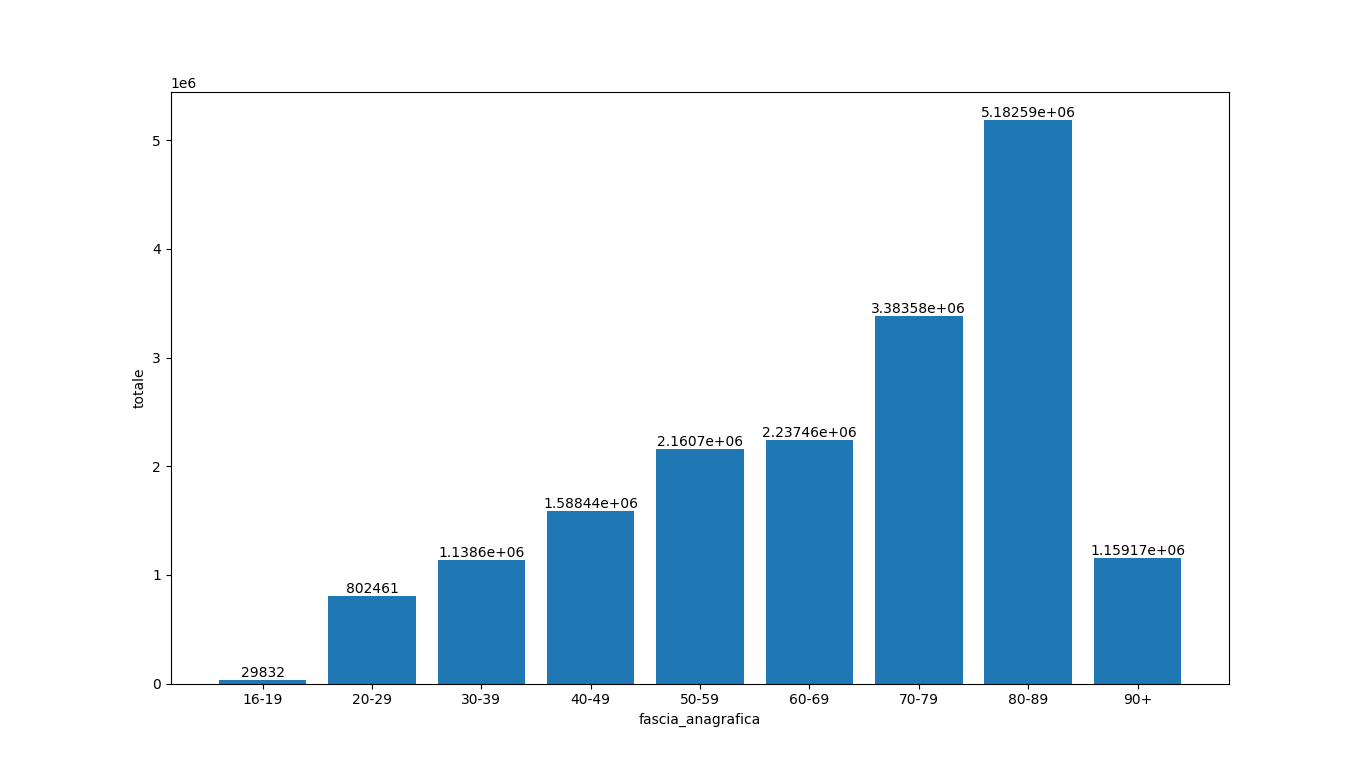 1e6
5.18259e+06
5
4
3.38358e+06
3
totale
2.23746e+06
2.1607e+06
2
1.58844e+06
1.15917e+06
1.1386e+06
1
802461
29832
0
16-19 20-29 30-39 40-49 50-59 60-69 70-79 80-89 90+
fascia_anagrafica